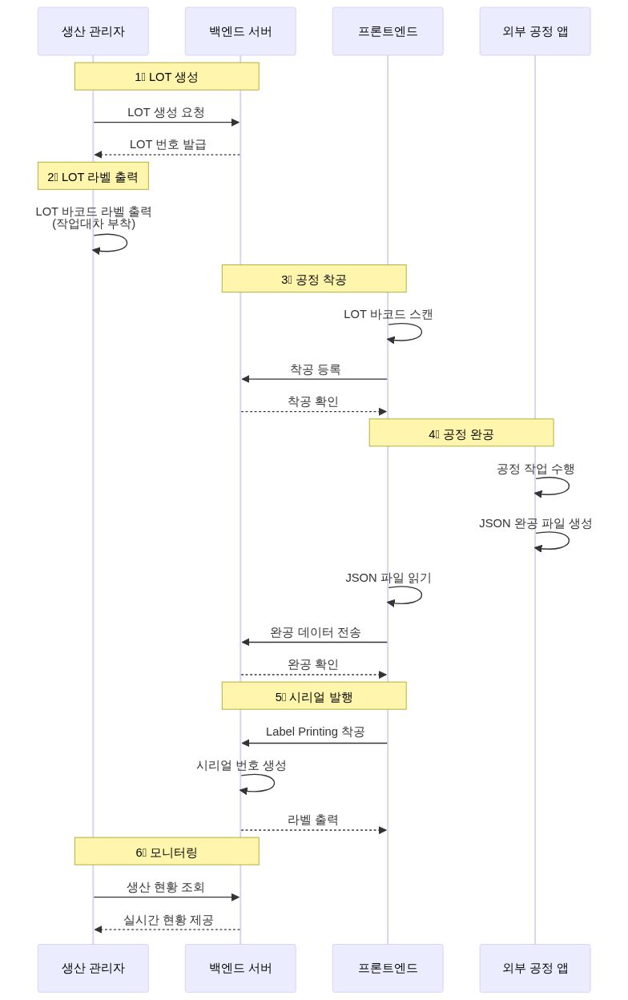 생산 관리자
백엔드 서버
프론트엔드
외부 공정 앱
1 LOT 생성
LOT 생성 요청
LOT 번호 발급
2 LOT 라벨 출력
LOT 바코드 라벨 출력
(작업대차 부착)
3 공정 착공
LOT 바코드 스캔
착공 등록
착공 확인
4 공정 완공
공정 작업 수행
JSON 완공 파일 생성
JSON 파일 읽기
완공 데이터 전송
완공 확인
5 시리얼 발행
Label Printing 착공
시리얼 번호 생성
라벨 출력
6 모니터링
생산 현황 조회
실시간 현황 제공
생산 관리자
백엔드 서버
프론트엔드
외부 공정 앱